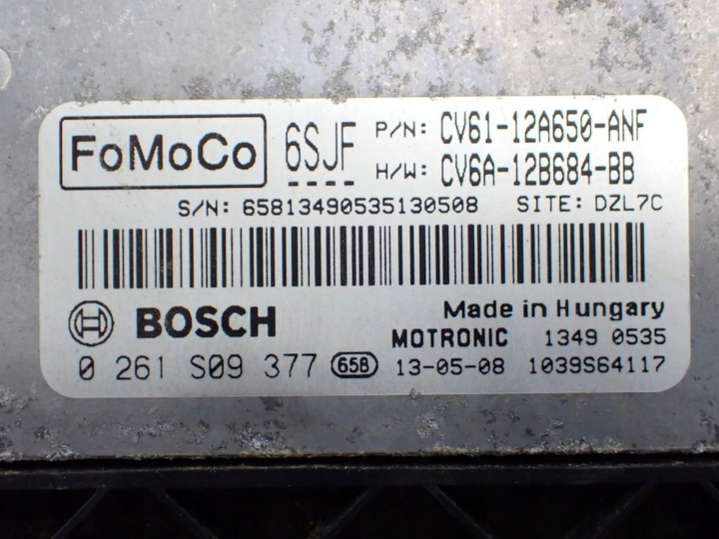 FoMoCo 6SJF P/N: CV61-12A650-ANF
H/W: CV6A-12B684-BB
S/N: 65813490535130508 SITE: DZL7C
BOSCH Made in Hungary
MOTRONIC 1349 0535
0 261 S09 377 658 13-05-08 1039S64117